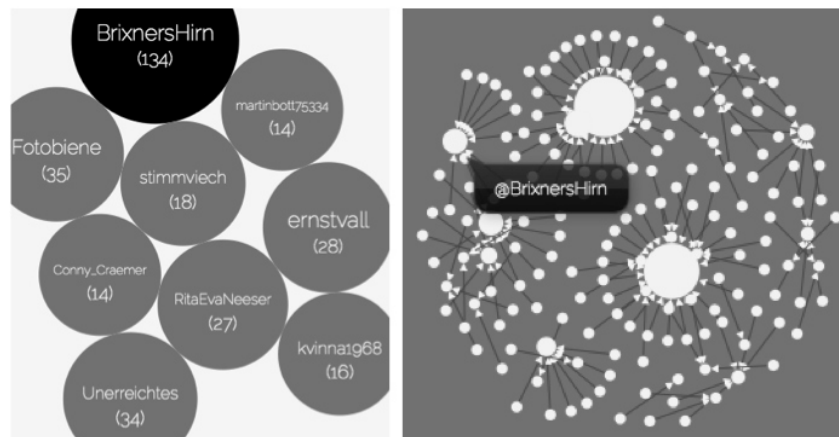 BrixnersHirn
(134)
martinbott75334
(14)
Fotobiene
(35)
stimmviech
(18)
ernstvall
(28)
Conny_Craemer
(14)
RitaEvaNeeser
(27)
kvinna1968
(16)
Unerreichtes
(34)
@BrixnersHirn